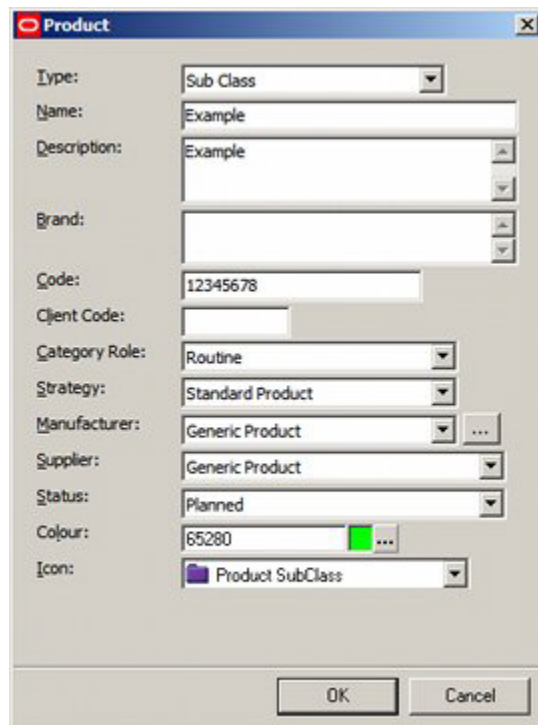 Product
Type: Sub Class
Name: Example
Description: Example
Brand:
Code: 12345678
Client Code:
Category Role: Routine
Strategy: Standard Product
Manufacturer: Generic Product ...
Supplier: Generic Product
Status: Planned
Colour: 65280 ...
Icon: Product SubClass
OK Cancel